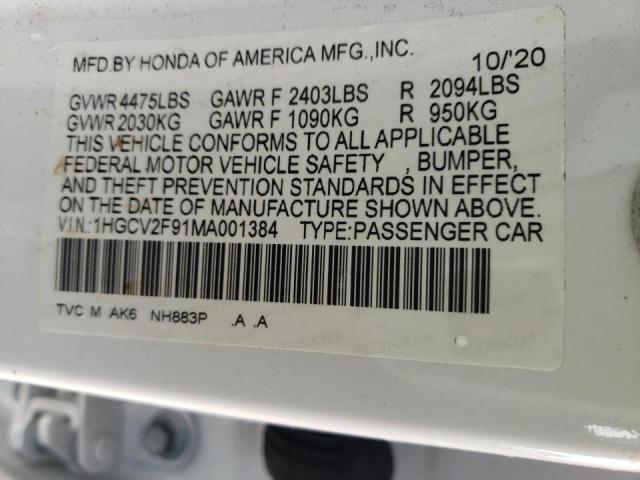 MFD.BY HONDA OF AMERICA MFG.,INC. 10/'20
GVWR 4475LBS GAWR F 2403LBS R 2094LBS
GVWR 2030KG GAWR F 1090KG R 950KG
THIS VEHICLE CONFORMS TO ALL APPLICABLE
FEDERAL MOTOR VEHICLE SAFETY , BUMPER,
AND THEFT PREVENTION STANDARDS IN EFFECT
ON THE DATE OF MANUFACTURE SHOWN ABOVE.
V.I.N.:1HGCV2F91MA001384 TYPE:PASSENGER CAR
TVC M AK6 NH883P .A .A